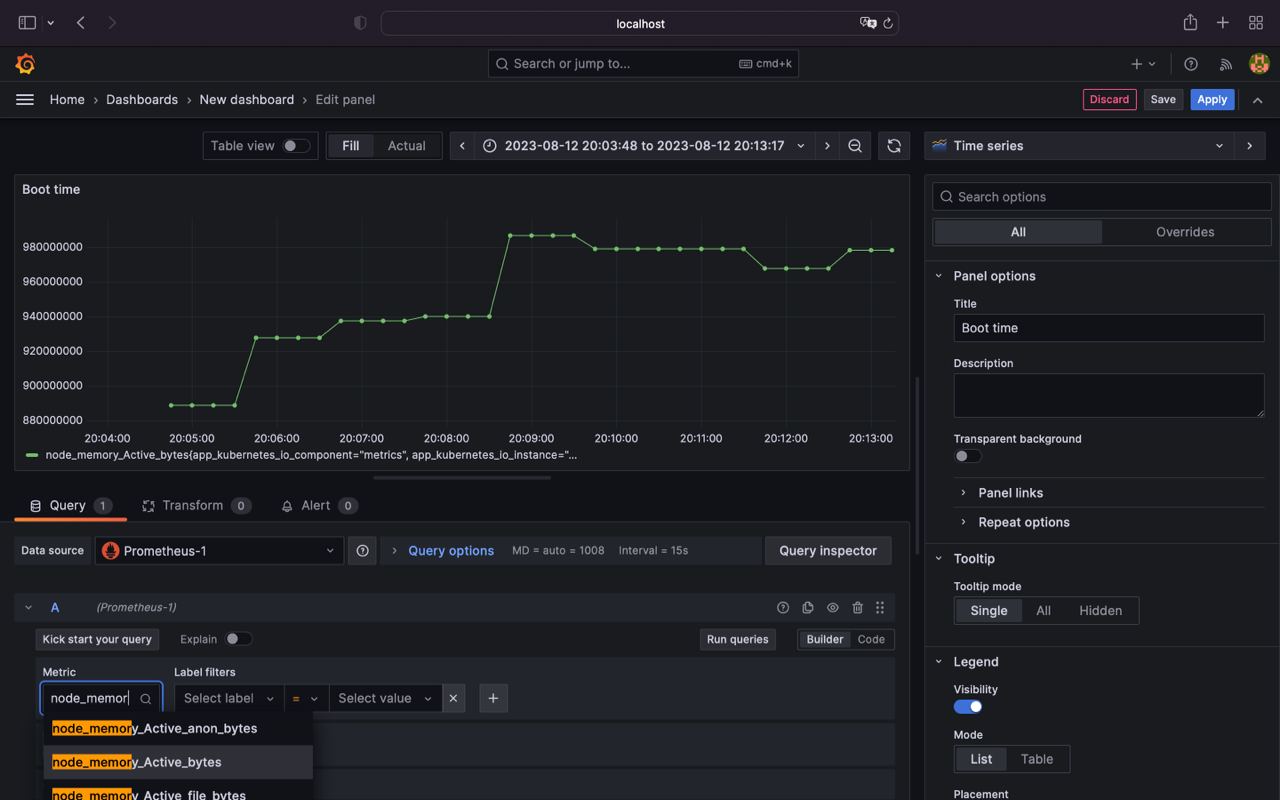 localhost
Search or jump to...
cmd+k
Home › Dashboards › New dashboard › Edit panel
Discard
Save
Apply
Table view
Fill
Actual
2023-08-12 20:03:48 to 2023-08-12 20:13:17
Time series
Boot time
980000000
960000000
940000000
920000000
900000000
880000000
20:04:00 20:05:00 20:06:00 20:07:00 20:08:00 20:09:00 20:10:00 20:11:00 20:12:00 20:13:00
node_memory_Active_bytes{app_kubernetes_io_component="metrics", app_kubernetes_io_instance="...
Query 1
Transform 0
Alert 0
Data source
Prometheus-1
Query options
MD = auto = 1008
Interval = 15s
Query inspector
A (Prometheus-1)
Kick start your query
Explain
Run queries
Builder
Code
Metric
Label filters
node_memor
Select label
=
Select value
node_memory_Active_anon_bytes
node_memory_Active_bytes
node_memory_Active_file_bytes
Search options
All
Overrides
Panel options
Title
Boot time
Description
Transparent background
Panel links
Repeat options
Tooltip
Tooltip mode
Single
All
Hidden
Legend
Visibility
Mode
List
Table
Placement